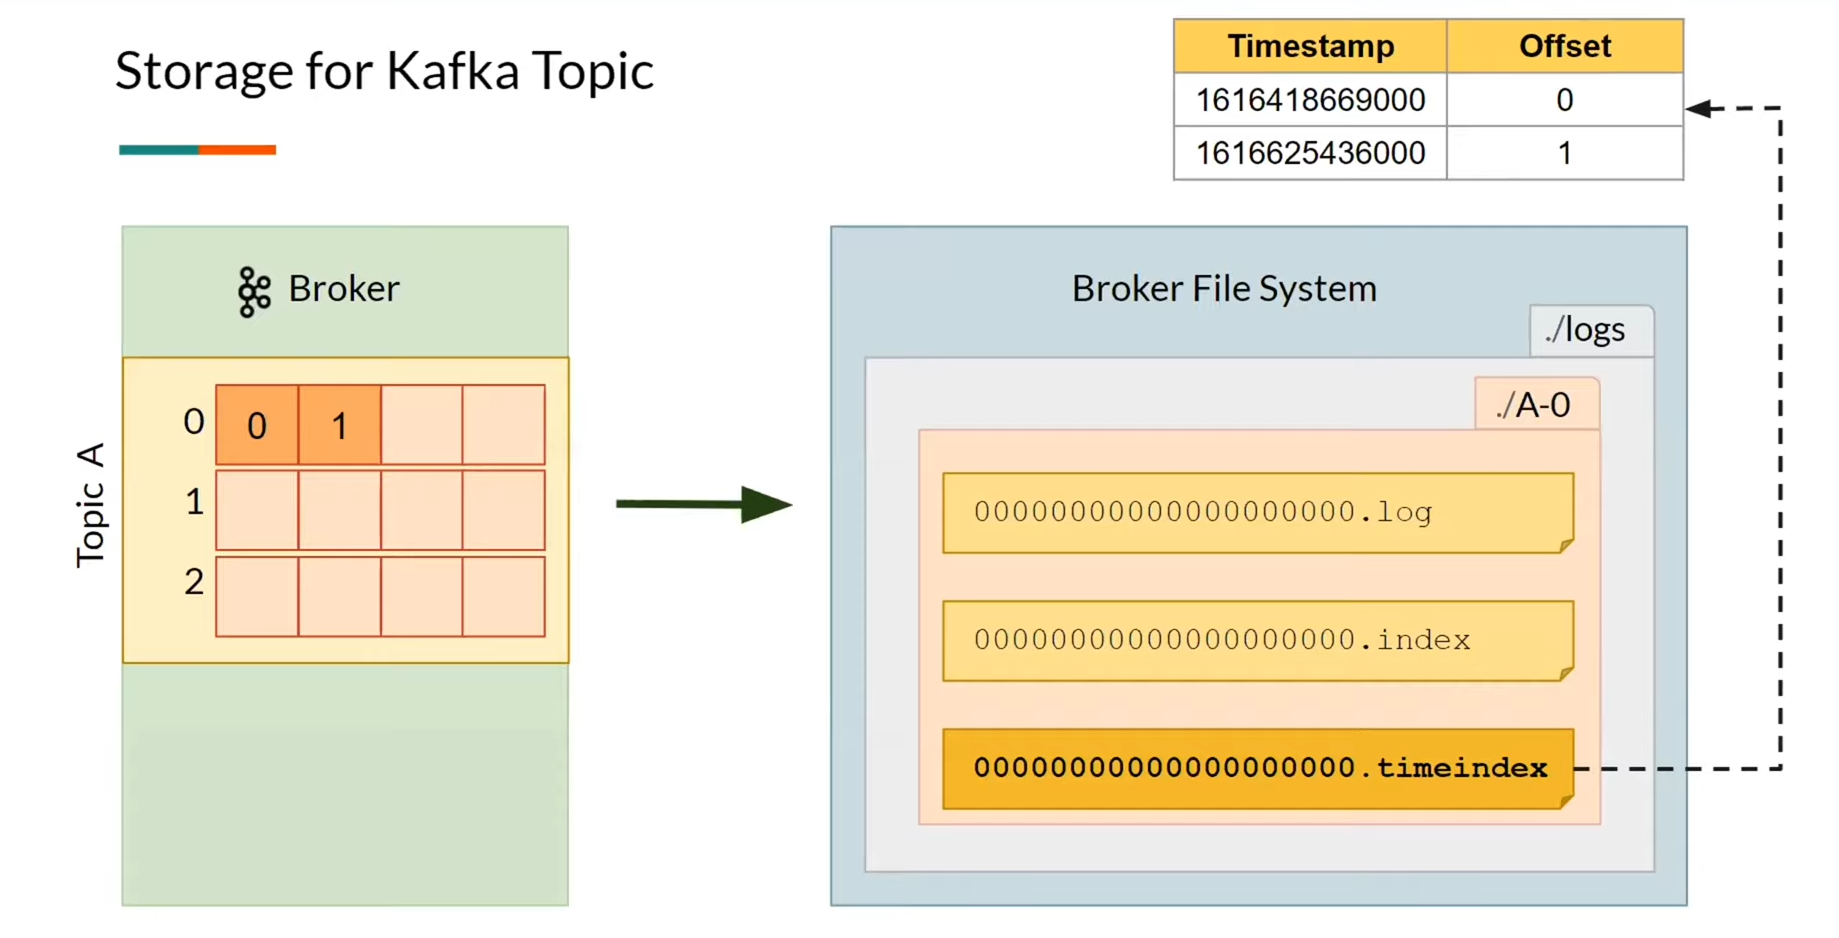 Storage for Kafka Topic
Timestamp Offset
1616418669000 0
1616625436000 1
Broker
Topic A
0 0 1
1
2
Broker File System
./logs
./A-0
00000000000000000000.log
00000000000000000000.index
00000000000000000000.timeindex